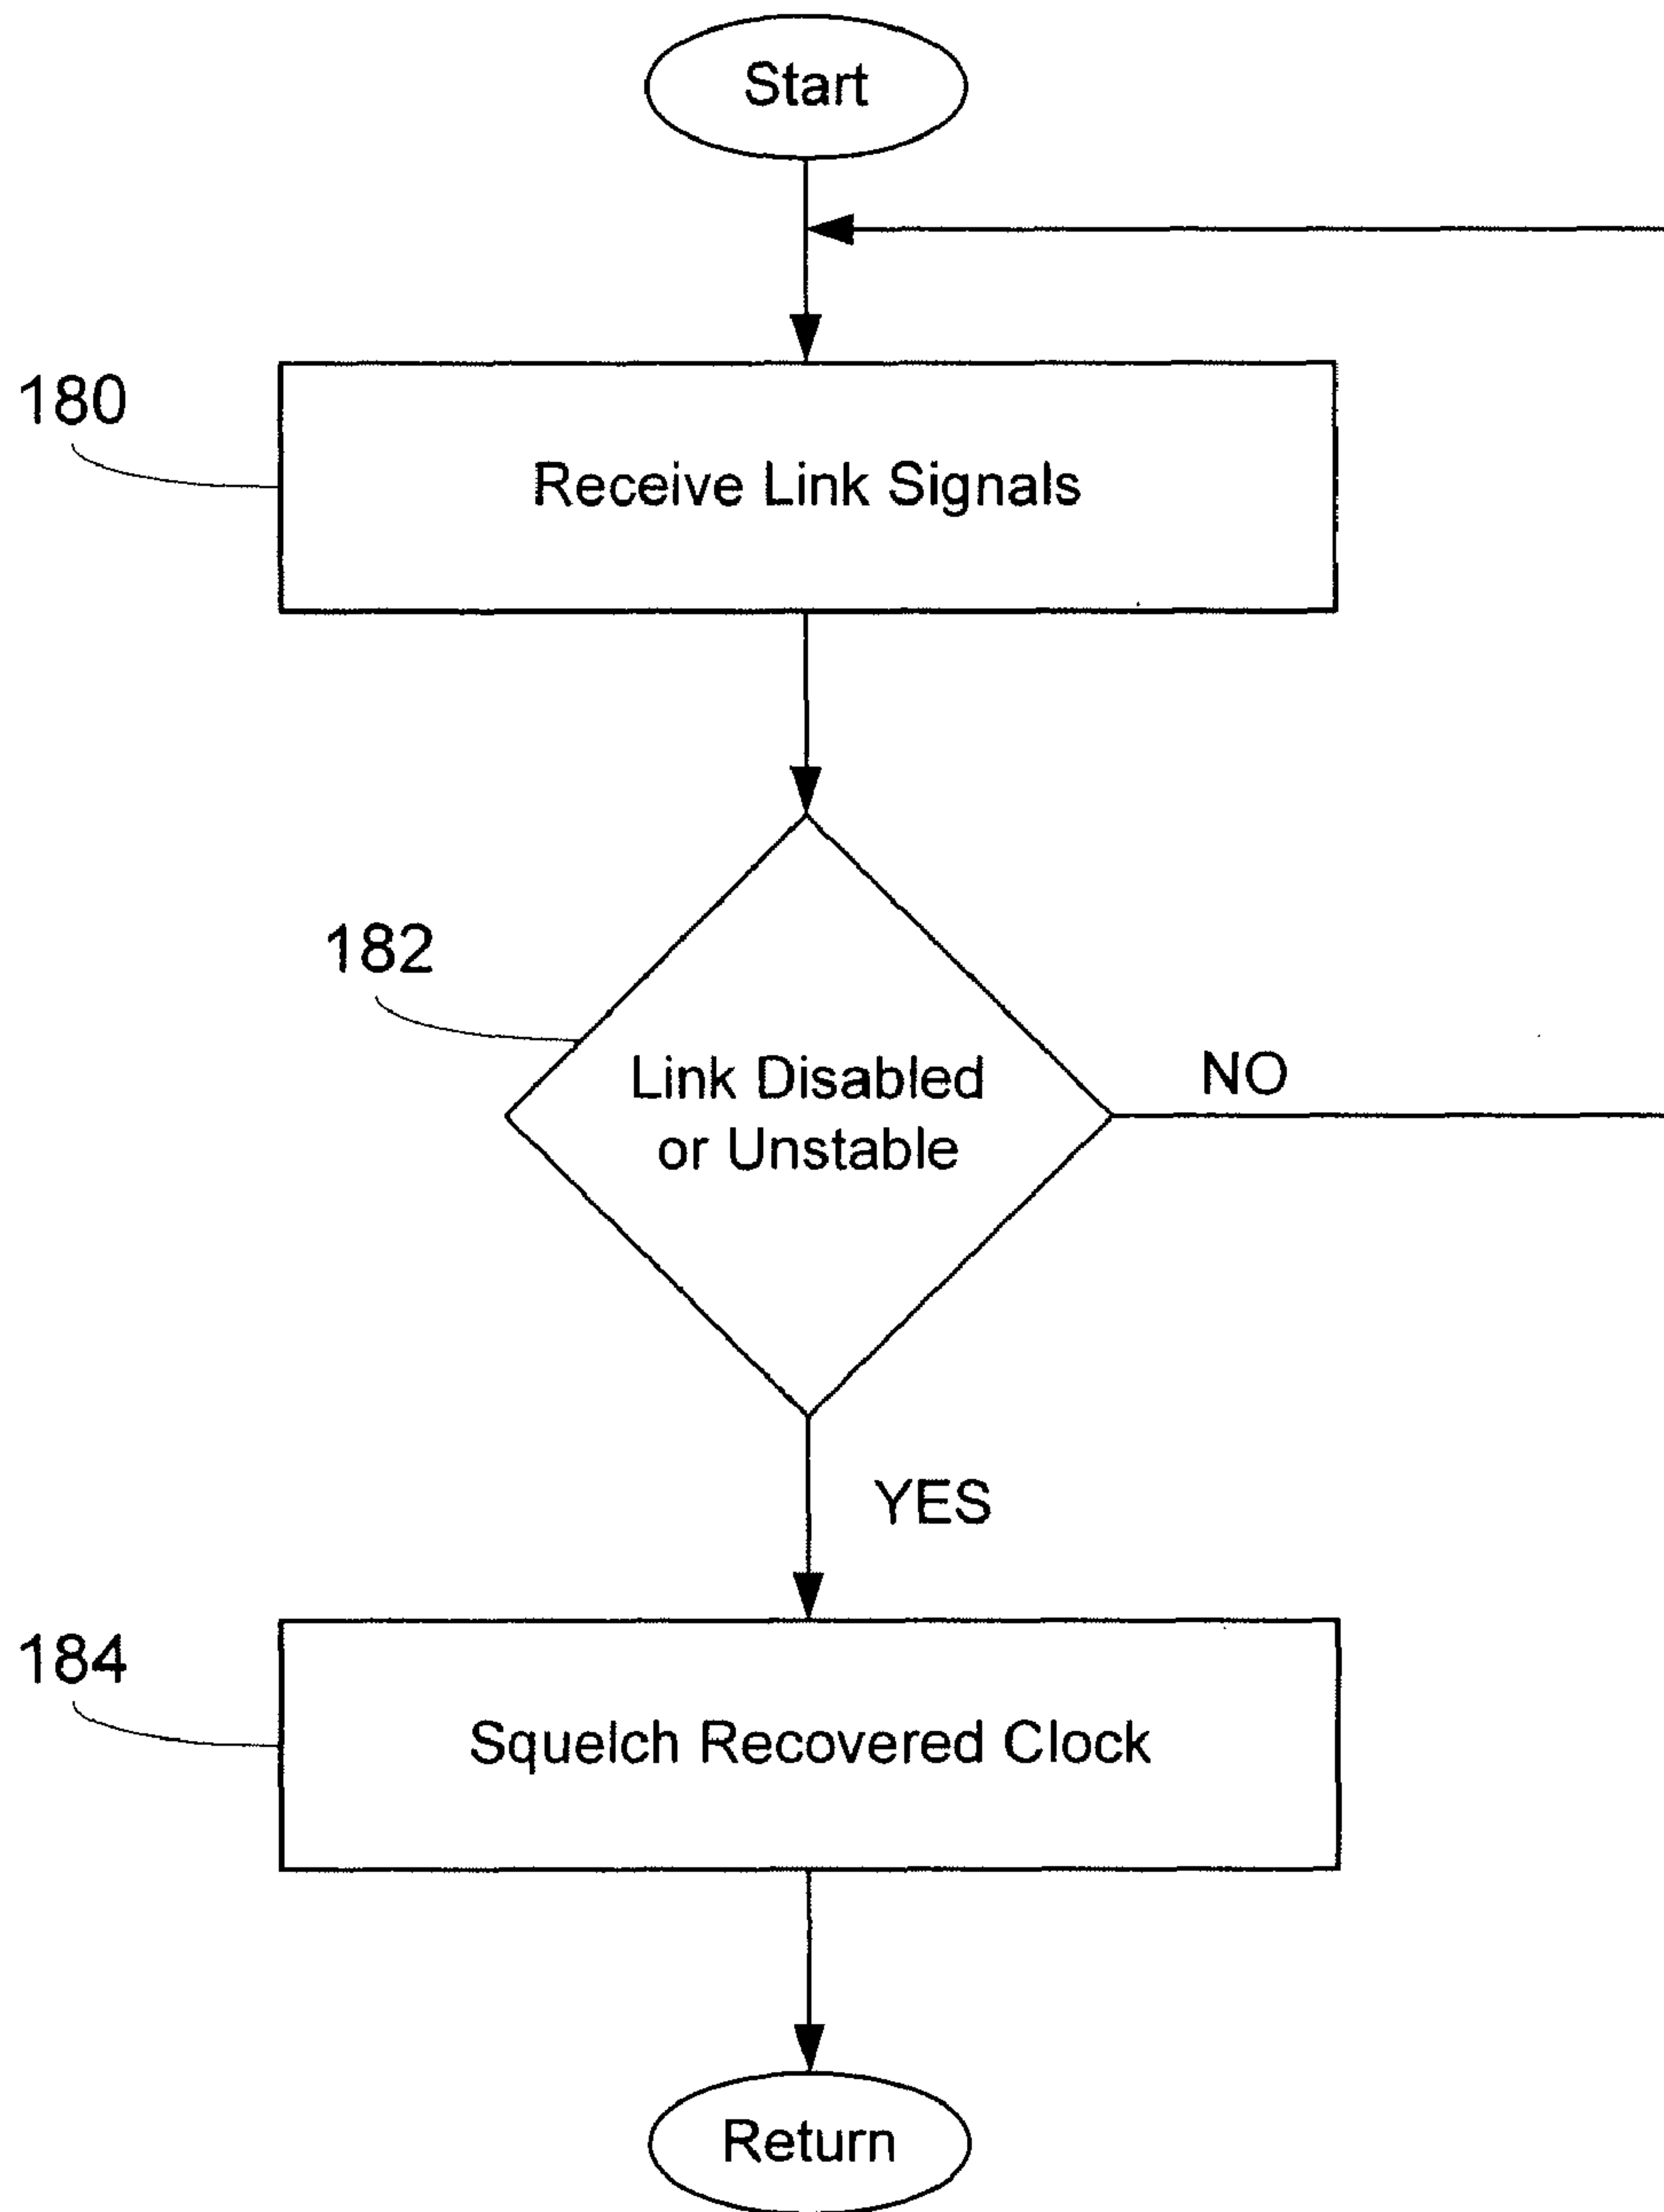 Start
180
Receive Link Signals
182
Link Disabled
or Unstable
NO
YES
184
Squelch Recovered Clock
Return